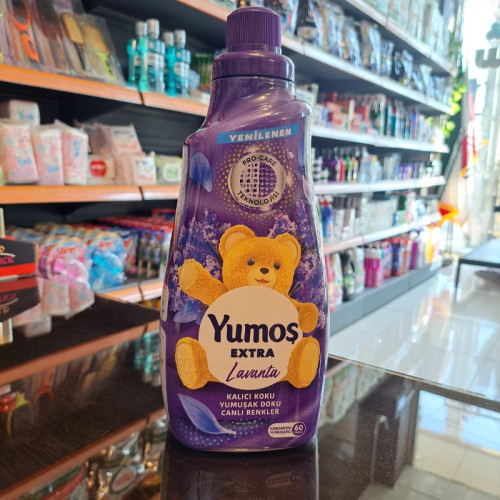 YENİLENEN
PRO-CARE
TEKNOLOJİSİ
Yumoş
EXTRA
Lavanta
KALICI KOKU
YUMUŞAK DOKU
CANLI RENKLER
60